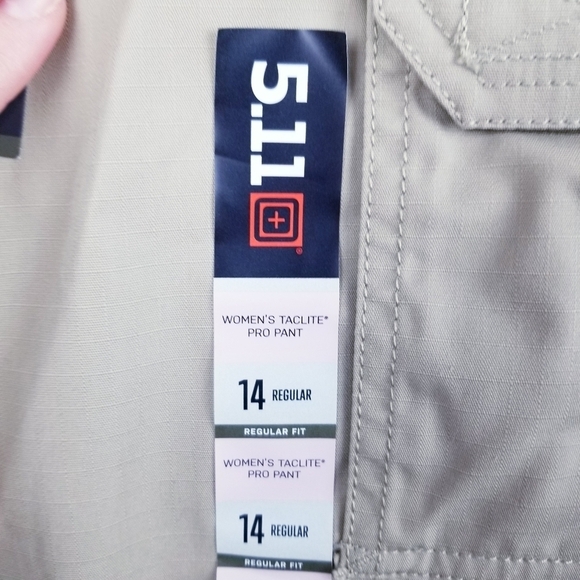 5.11
®
WOMEN'S TACLITE®
PRO PANT
14 REGULAR
REGULAR FIT
WOMEN'S TACLITE®
PRO PANT
14 REGULAR
REGULAR FIT